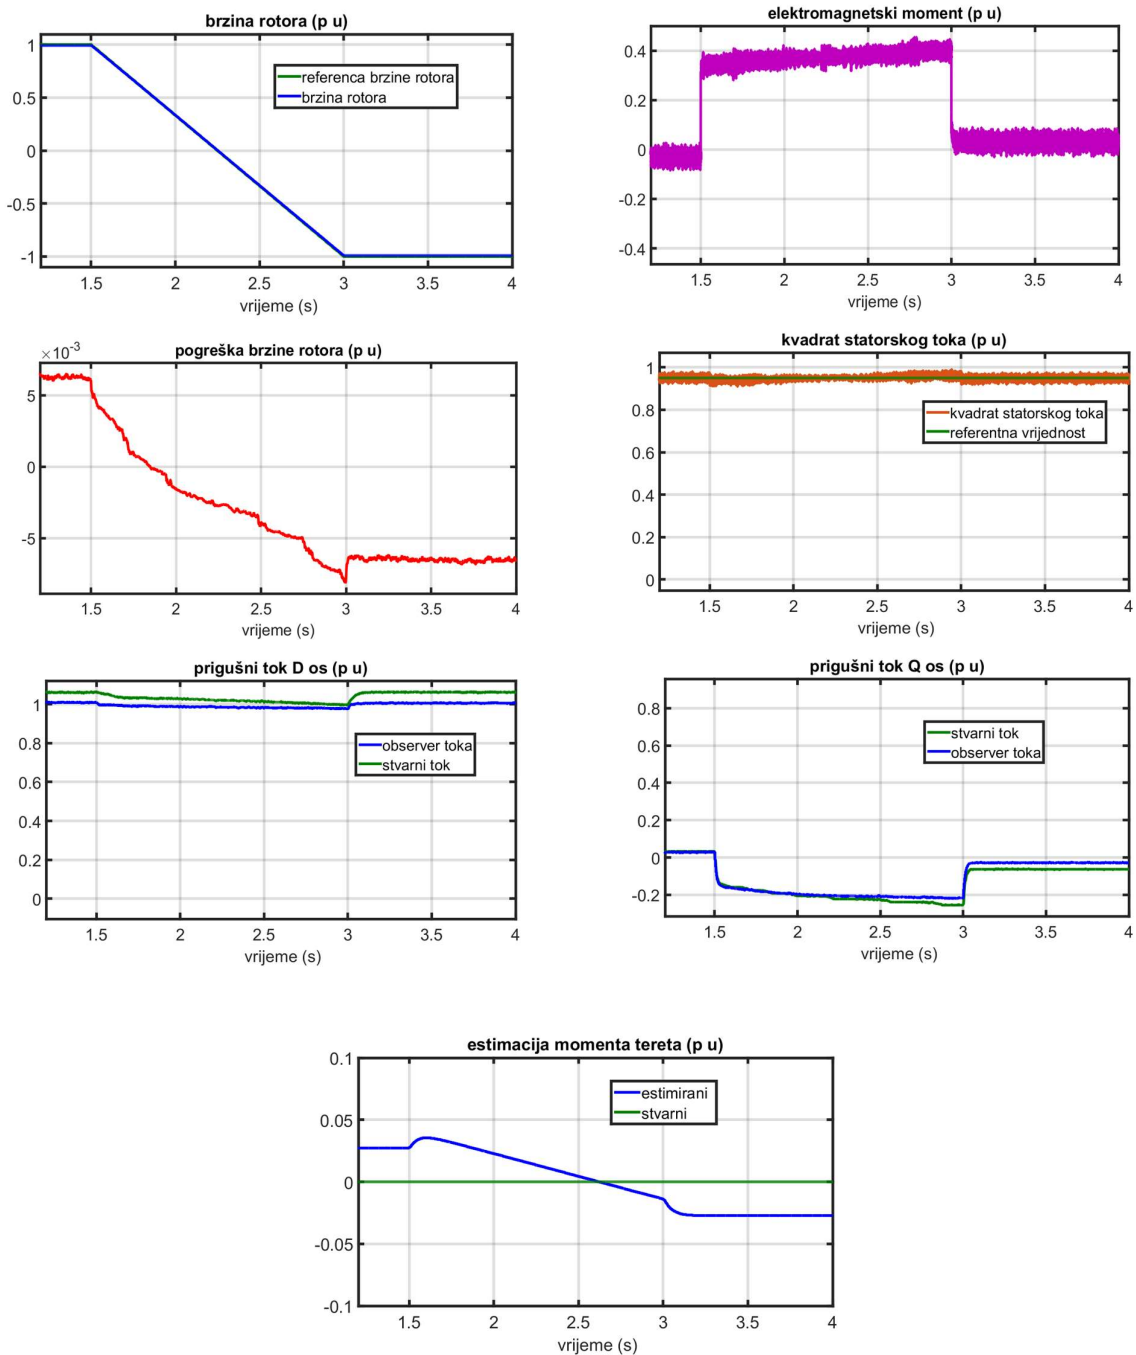 brzina rotora (p u)
1
0.5
0
-0.5
-1
referenca brzine rotora
brzina rotora
1.5 2 2.5 3 3.5 4
vrijeme (s)
elektromagnetski moment (p u)
0.4
0.2
0
-0.2
-0.4
1.5 2 2.5 3 3.5 4
vrijeme (s)
×10⁻³
pogreška brzine rotora (p u)
5
0
-5
1.5 2 2.5 3 3.5 4
vrijeme (s)
kvadrat statorskog toka (p u)
1
0.8
0.6
0.4
0.2
0
kvadrat statorskog toka
referentna vrijednost
1.5 2 2.5 3 3.5 4
vrijeme (s)
prigušni tok D os (p u)
1
0.8
0.6
0.4
0.2
0
observer toka
stvarni tok
1.5 2 2.5 3 3.5 4
vrijeme (s)
prigušni tok Q os (p u)
0.8
0.6
0.4
0.2
0
-0.2
stvarni tok
observer toka
1.5 2 2.5 3 3.5 4
vrijeme (s)
estimacija momenta tereta (p u)
0.1
0.05
0
-0.05
-0.1
estimirani
stvarni
1.5 2 2.5 3 3.5 4
vrijeme (s)